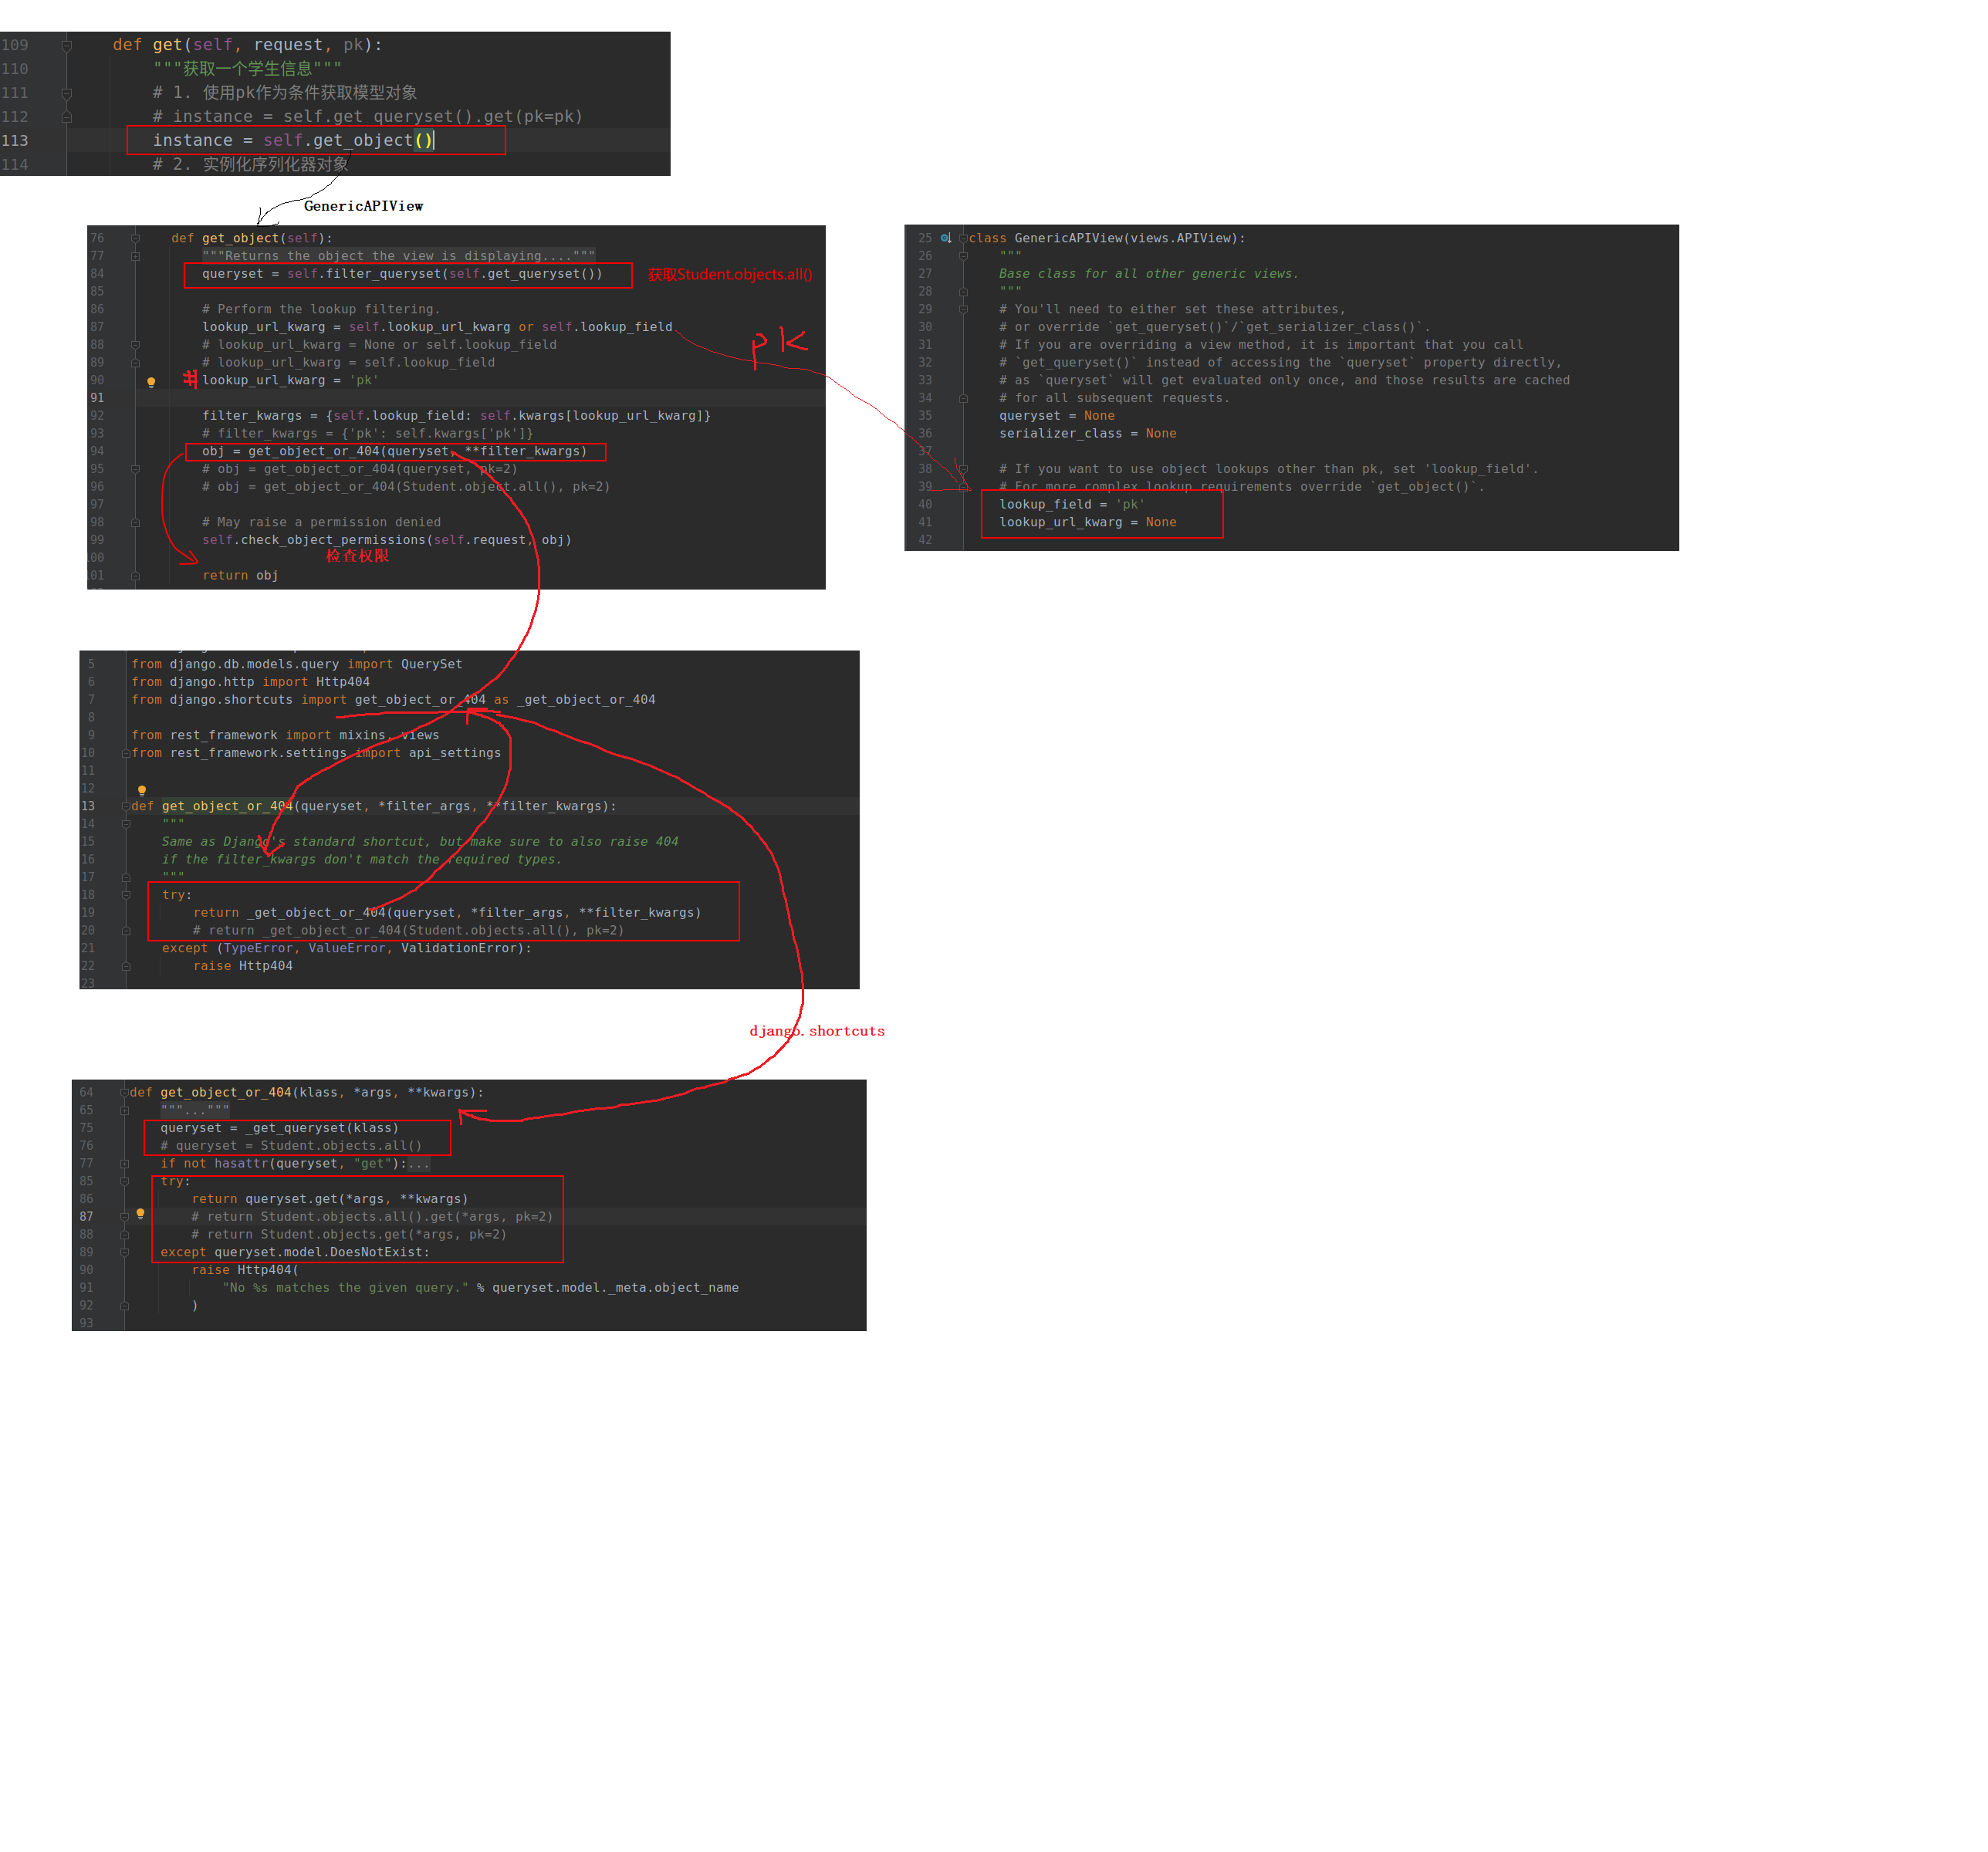 109 def get(self, request, pk):
110 """获取一个学生信息"""
111 # 1. 使用pk作为条件获取模型对象
112 # instance = self.get_queryset().get(pk=pk)
113 instance = self.get_object()
114 # 2. 实例化序列化器对象
GenericAPIView
76 def get_object(self):
77 """Returns the object the view is displaying...."""
84 queryset = self.filter_queryset(self.get_queryset())
获取Student.objects.all()
85
86 # Perform the lookup filtering.
87 lookup_url_kwarg = self.lookup_url_kwarg or self.lookup_field
pk
88 # lookup_url_kwarg = None or self.lookup_field
89 # lookup_url_kwarg = self.lookup_field
90 # lookup_url_kwarg = 'pk'
91
92 filter_kwargs = {self.lookup_field: self.kwargs[lookup_url_kwarg]}
93 # filter_kwargs = {'pk': self.kwargs['pk']}
94 obj = get_object_or_404(queryset, **filter_kwargs)
95 # obj = get_object_or_404(queryset, pk=2)
96 # obj = get_object_or_404(Student.object.all(), pk=2)
97
98 # May raise a permission denied
99 self.check_object_permissions(self.request, obj)
100 检查权限
101 return obj
25 class GenericAPIView(views.APIView):
26 """
27 Base class for all other generic views.
28 """
29 # You'll need to either set these attributes,
30 # or override `get_queryset()`/`get_serializer_class()`.
31 # If you are overriding a view method, it is important that you call
32 # `get_queryset()` instead of accessing the `queryset` property directly,
33 # as `queryset` will get evaluated only once, and those results are cached
34 # for all subsequent requests.
35 queryset = None
36 serializer_class = None
37
38 # If you want to use object lookups other than pk, set 'lookup_field'.
39 # For more complex lookup requirements override `get_object()`.
40 lookup_field = 'pk'
41 lookup_url_kwarg = None
42
5 from django.db.models.query import QuerySet
6 from django.http import Http404
7 from django.shortcuts import get_object_or_404 as _get_object_or_404
8
9 from rest_framework import mixins, views
10 from rest_framework.settings import api_settings
11
12
13 def get_object_or_404(queryset, *filter_args, **filter_kwargs):
14 """
15 Same as Django's standard shortcut, but make sure to also raise 404
16 if the filter_kwargs don't match the required types.
17 """
18 try:
19 return _get_object_or_404(queryset, *filter_args, **filter_kwargs)
20 # return _get_object_or_404(Student.objects.all(), pk=2)
21 except (TypeError, ValueError, ValidationError):
22 raise Http404
23
django.shortcuts
64 def get_object_or_404(klass, *args, **kwargs):
65 """..."""
75 queryset = _get_queryset(klass)
76 # queryset = Student.objects.all()
77 if not hasattr(queryset, "get"):...
85 try:
86 return queryset.get(*args, **kwargs)
87 # return Student.objects.all().get(*args, pk=2)
88 # return Student.objects.get(*args, pk=2)
89 except queryset.model.DoesNotExist:
90 raise Http404(
91 "No %s matches the given query." % queryset.model._meta.object_name
92 )
93